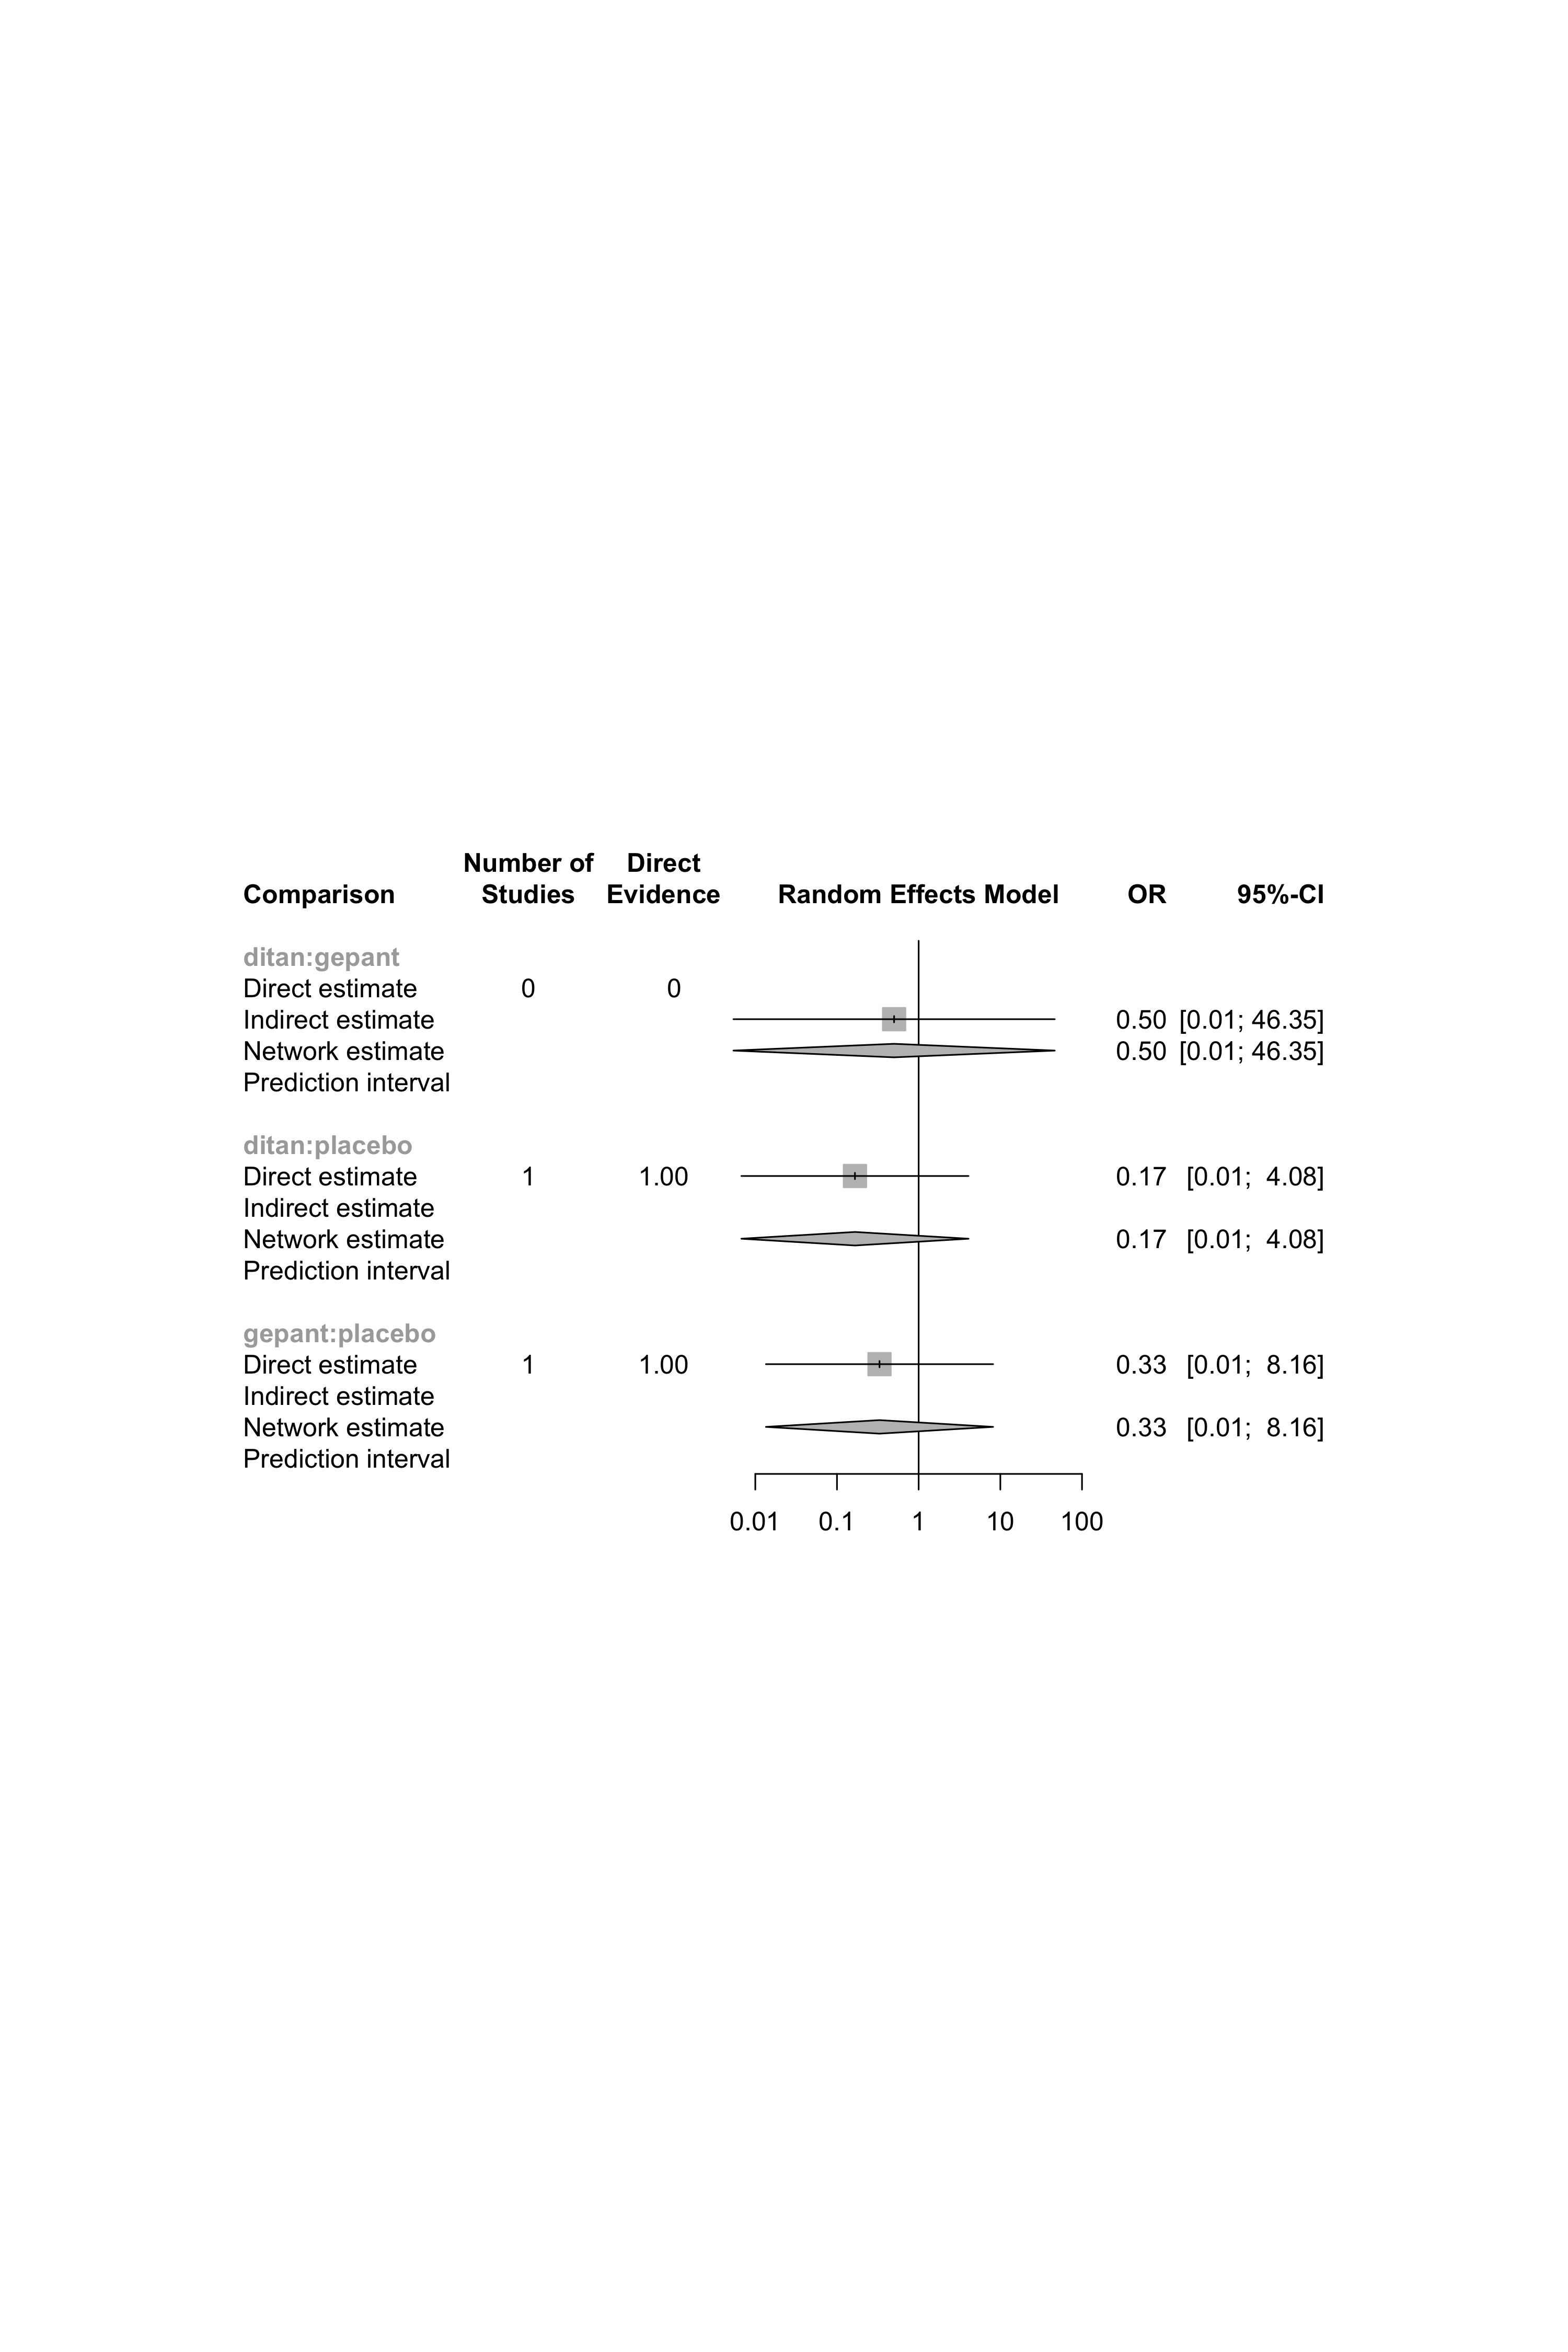 Number of Direct
Comparison Studies Evidence Random Effects Model OR 95%-CI
ditan:gepant
Direct estimate 0 0
Indirect estimate 0.50 [0.01; 46.35]
Network estimate 0.50 [0.01; 46.35]
Prediction interval
ditan:placebo
Direct estimate 1 1.00 0.17 [0.01; 4.08]
Indirect estimate
Network estimate 0.17 [0.01; 4.08]
Prediction interval
gepant:placebo
Direct estimate 1 1.00 0.33 [0.01; 8.16]
Indirect estimate
Network estimate 0.33 [0.01; 8.16]
Prediction interval
0.01 0.1 1 10 100